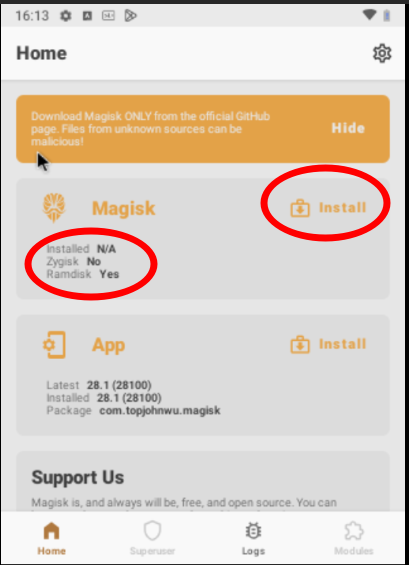 16:13
Home
Download Magisk ONLY from the official GitHub
page. Files from unknown sources can be
malicious!
Hide
Magisk
Install
Installed N/A
Zygisk No
Ramdisk Yes
App
Install
Latest 28.1 (28100)
Installed 28.1 (28100)
Package com.topjohnwu.magisk
Support Us
Magisk is, and always will be, free, and open source. You can
Home
Superuser
Logs
Modules